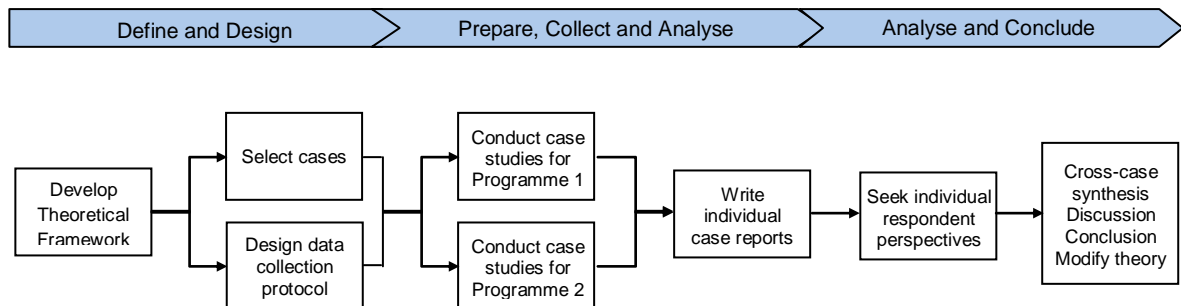 Define and Design
Prepare, Collect and Analyse
Analyse and Conclude
Develop
Theoretical
Framework
Select cases
Design data
collection
protocol
Conduct case
studies for
Programme 1
Conduct case
studies for
Programme 2
Write
individual
case reports
Seek individual
respondent
perspectives
Cross-case
synthesis
Discussion
Conclusion
Modify theory